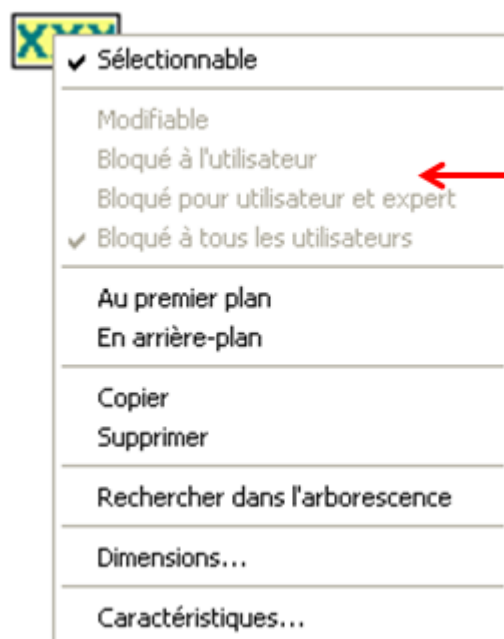 XXX
Sélectionnable
Modifiable
Bloqué à l'utilisateur
Bloqué pour utilisateur et expert
Bloqué à tous les utilisateurs
Au premier plan
En arrière-plan
Copier
Supprimer
Rechercher dans l'arborescence
Dimensions...
Caractéristiques...